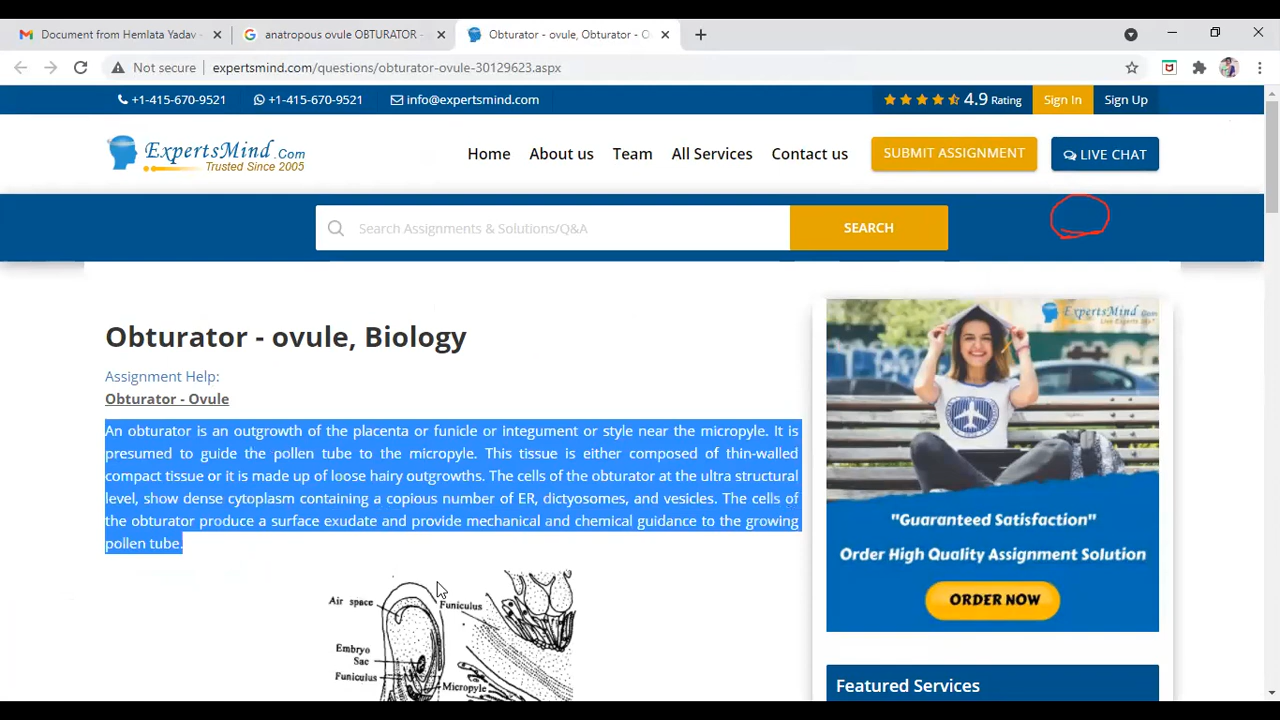 Document from Hemlata Yadav -
anatropous ovule OBTURATOR -
Obturator - ovule, Obturator - O
Not secure
expertsmind.com/questions/obturator-ovule-30129623.aspx
+1-415-670-9521
+1-415-670-9521
info@expertsmind.com
4.9 Rating
Sign In
Sign Up
ExpertsMind.Com
Trusted Since 2005
Home
About us
Team
All Services
Contact us
SUBMIT ASSIGNMENT
LIVE CHAT
Search Assignments & Solutions/Q&A
SEARCH
Obturator - ovule, Biology
Assignment Help:
Obturator - Ovule
An obturator is an outgrowth of the placenta or funicle or integument or style near the micropyle. It is
presumed to guide the pollen tube to the micropyle. This tissue is either composed of thin-walled
compact tissue or it is made up of loose hairy outgrowths. The cells of the obturator at the ultra structural
level, show dense cytoplasm containing a copious number of ER, dictyosomes, and vesicles. The cells of
the obturator produce a surface exudate and provide mechanical and chemical guidance to the growing
pollen tube.
Air space
Funiculus
Embryo
Sac
Funiculus
Micropyle
ExpertsMind.Com
"Guaranteed Satisfaction"
Order High Quality Assignment Solution
ORDER NOW
Featured Services